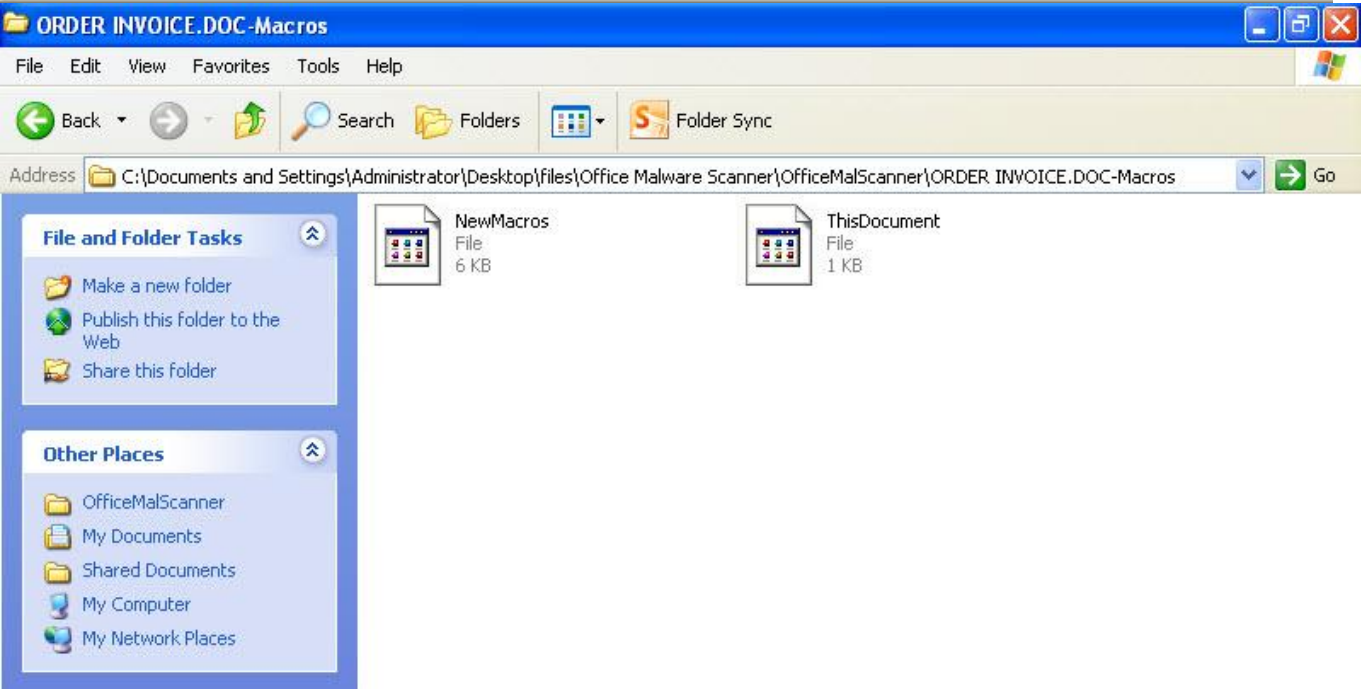 ORDER INVOICE.DOC-Macros
File Edit View Favorites Tools Help
Back Search Folders Folder Sync
Address C:\Documents and Settings\Administrator\Desktop\files\Office Malware Scanner\OfficeMalScanner\ORDER INVOICE.DOC-Macros Go
File and Folder Tasks
Make a new folder
Publish this folder to the
Web
Share this folder
Other Places
OfficeMalScanner
My Documents
Shared Documents
My Computer
My Network Places
NewMacros
File
6 KB
ThisDocument
File
1 KB